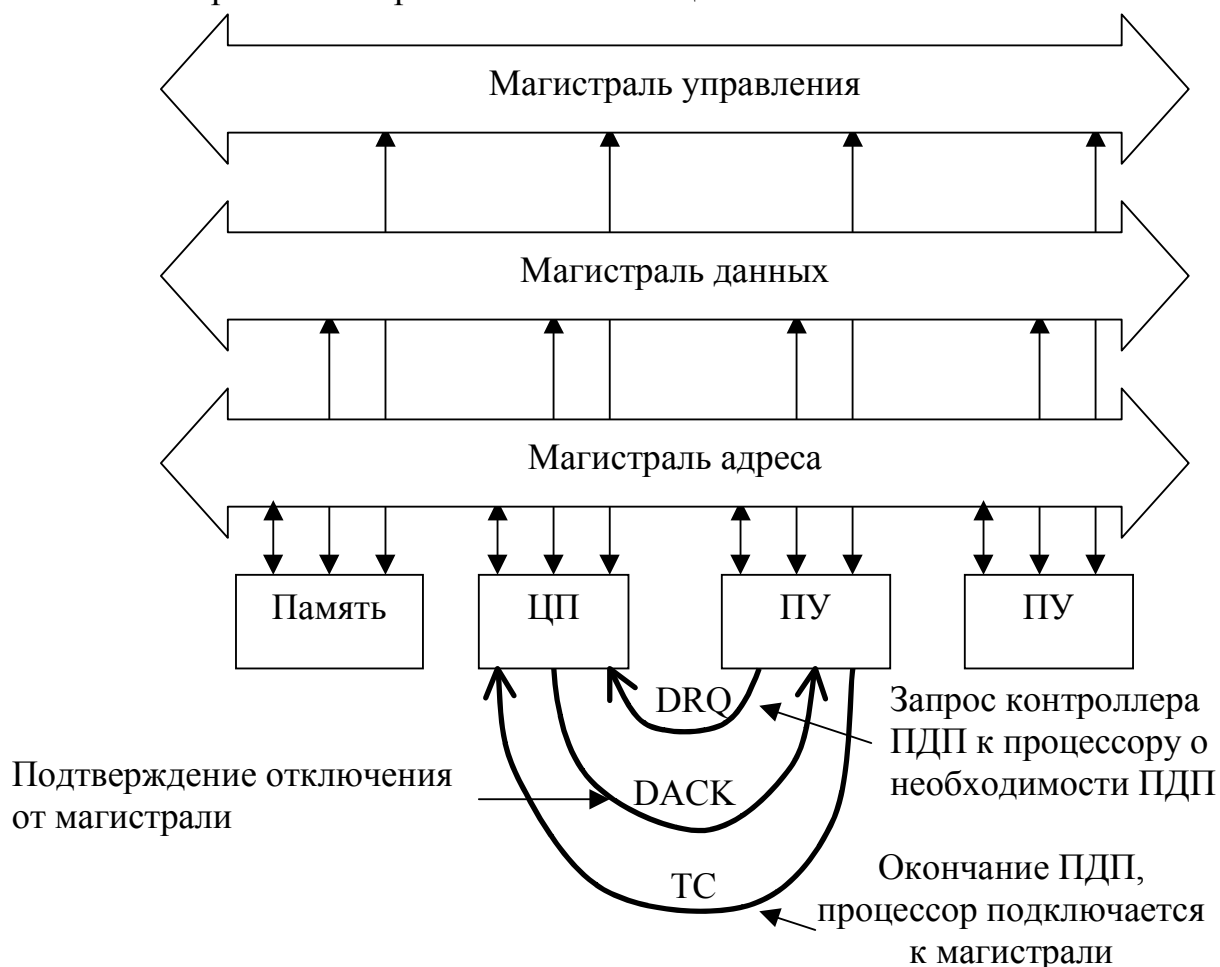 Магистраль управления
Магистраль данных
Магистраль адреса
Память
ЦП
ПУ
ПУ
DRQ
Запрос контроллера
ПДП к процессору о
необходимости ПДП
Подтверждение отключения
от магистрали
DACK
TC
Окончание ПДП,
процессор подключается
к магистрали